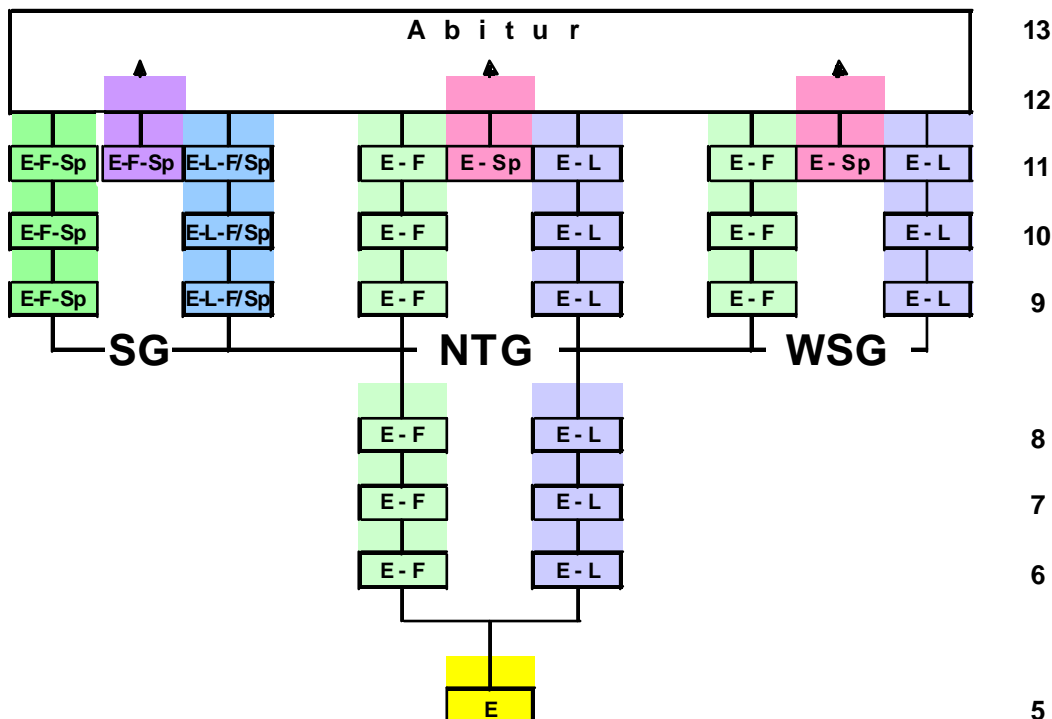 A b i t u r 13
12
E-F-Sp E-F-Sp E-L-F/Sp E - F E - Sp E - L E - F E - Sp E - L 11
E-F-Sp E-L-F/Sp E - F E - L E - F E - L 10
E-F-Sp E-L-F/Sp E - F E - L E - F E - L 9
SG NTG WSG
E - F E - L 8
E - F E - L 7
E - F E - L 6
E 5